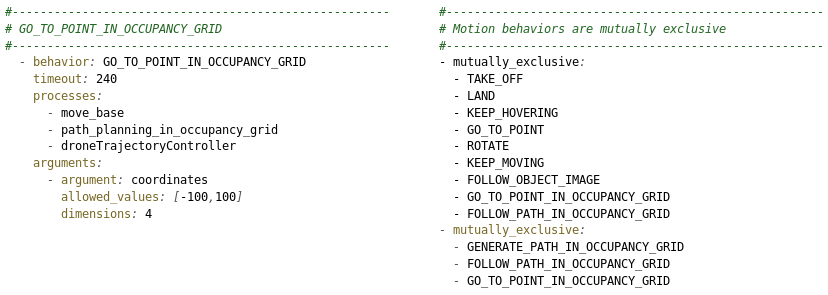 #------------------------------------------------------
# GO_TO_POINT_IN_OCCUPANCY_GRID
#------------------------------------------------------
  - behavior: GO_TO_POINT_IN_OCCUPANCY_GRID
    timeout: 240
    processes:
      - move_base
      - path_planning_in_occupancy_grid
      - droneTrajectoryController
    arguments:
      - argument: coordinates
        allowed_values: [-100,100]
        dimensions: 4
#------------------------------------------------------
# Motion behaviors are mutually exclusive
#------------------------------------------------------
- mutually_exclusive:
  - TAKE_OFF
  - LAND
  - KEEP_HOVERING
  - GO_TO_POINT
  - ROTATE
  - KEEP_MOVING
  - FOLLOW_OBJECT_IMAGE
  - GO_TO_POINT_IN_OCCUPANCY_GRID
  - FOLLOW_PATH_IN_OCCUPANCY_GRID
- mutually_exclusive:
  - GENERATE_PATH_IN_OCCUPANCY_GRID
  - FOLLOW_PATH_IN_OCCUPANCY_GRID
  - GO_TO_POINT_IN_OCCUPANCY_GRID